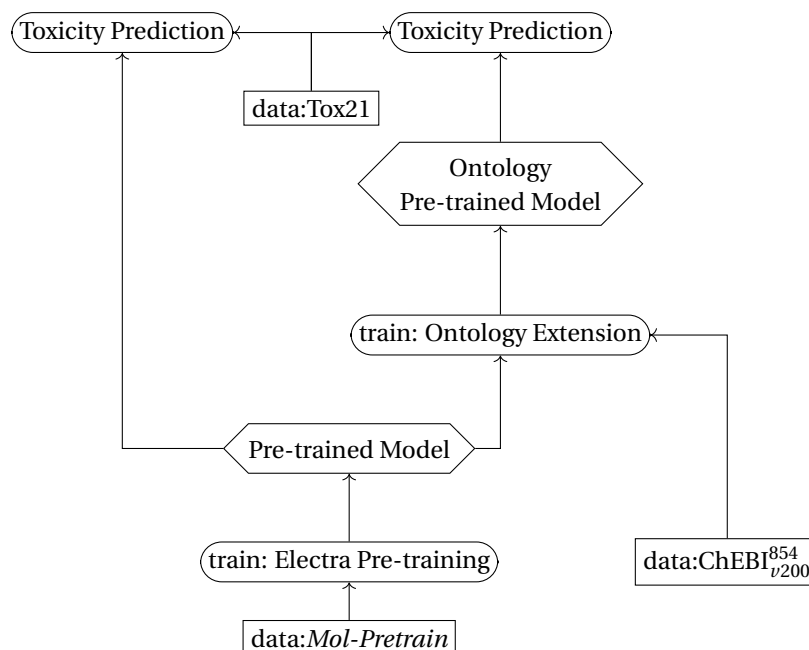 Toxicity Prediction
Toxicity Prediction
data:Tox21
Ontology
Pre-trained Model
train: Ontology Extension
Pre-trained Model
train: Electra Pre-training
data:ChEBI^{854}_{ν200}
data:Mol-Pretrain